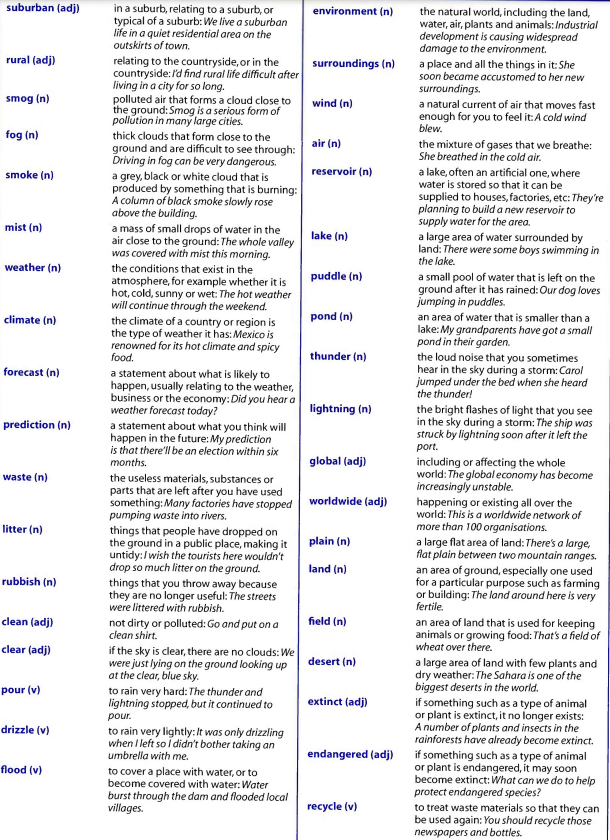 suburban (adj) in a suburb, relating to a suburb, or
typical of a suburb: We live a suburban
life in a quiet residential area on the
outskirts of town.
rural (adj) relating to the countryside, or in the
countryside: I'd find rural life difficult after
living in a city for so long.
smog (n) polluted air that forms a cloud close to
the ground: Smog is a serious form of
pollution in many large cities.
fog (n) thick clouds that form close to the
ground and are difficult to see through:
Driving in fog can be very dangerous.
smoke (n) a grey, black or white cloud that is
produced by something that is burning:
A column of black smoke slowly rose
above the building.
mist (n) a mass of small drops of water in the
air close to the ground: The whole valley
was covered with mist this morning.
weather (n) the conditions that exist in the
atmosphere, for example whether it is
hot, cold, sunny or wet: The hot weather
will continue through the weekend.
climate (n) the climate of a country or region is
the type of weather it has: Mexico is
renowned for its hot climate and spicy
food.
forecast (n) a statement about what is likely to
happen, usually relating to the weather,
business or the economy: Did you hear a
weather forecast today?
prediction (n) a statement about what you think will
happen in the future: My prediction
is that there'll be an election within six
months.
waste (n) the useless materials, substances or
parts that are left after you have used
something: Many factories have stopped
pumping waste into rivers.
litter (n) things that people have dropped on
the ground in a public place, making it
untidy: I wish the tourists here wouldn't
drop so much litter on the ground.
rubbish (n) things that you throw away because
they are no longer useful: The streets
were littered with rubbish.
clean (adj) not dirty or polluted: Go and put on a
clean shirt.
clear (adj) if the sky is clear, there are no clouds: We
were just lying on the ground looking up
at the clear, blue sky.
pour (v) to rain very hard: The thunder and
lightning stopped, but it continued to
pour.
drizzle (v) to rain very lightly: It was only drizzling
when I left so I didn't bother taking an
umbrella with me.
flood (v) to cover a place with water, or to
become covered with water: Water
burst through the dam and flooded local
villages.
environment (n) the natural world, including the land,
water, air, plants and animals: Industrial
development is causing widespread
damage to the environment.
surroundings (n) a place and all the things in it: She
soon became accustomed to her new
surroundings.
wind (n) a natural current of air that moves fast
enough for you to feel it: A cold wind
blew.
air (n) the mixture of gases that we breathe:
She breathed in the cold air.
reservoir (n) a lake, often an artificial one, where
water is stored so that it can be
supplied to houses, factories, etc: They're
planning to build a new reservoir to
supply water for the area.
lake (n) a large area of water surrounded by
land: There were some boys swimming in
the lake.
puddle (n) a small pool of water that is left on the
ground after it has rained: Our dog loves
jumping in puddles.
pond (n) an area of water that is smaller than a
lake: My grandparents have got a small
pond in their garden.
thunder (n) the loud noise that you sometimes
hear in the sky during a storm: Carol
jumped under the bed when she heard
the thunder!
lightning (n) the bright flashes of light that you see
in the sky during a storm: The ship was
struck by lightning soon after it left the
port.
global (adj) including or affecting the whole
world: The global economy has become
increasingly unstable.
worldwide (adj) happening or existing all over the
world: This is a worldwide network of
more than 100 organisations.
plain (n) a large flat area of land: There's a large,
flat plain between two mountain ranges.
land (n) an area of ground, especially one used
for a particular purpose such as farming
or building: The land around here is very
fertile.
field (n) an area of land that is used for keeping
animals or growing food: That's a field of
wheat over there.
desert (n) a large area of land with few plants and
dry weather: The Sahara is one of the
biggest deserts in the world.
extinct (adj) if something such as a type of animal
or plant is extinct, it no longer exists:
A number of plants and insects in the
rainforests have already become extinct.
endangered (adj) if something such as a type of animal
or plant is endangered, it may soon
become extinct: What can we do to help
protect endangered species?
recycle (v) to treat waste materials so that they can
be used again: You should recycle those
newspapers and bottles.